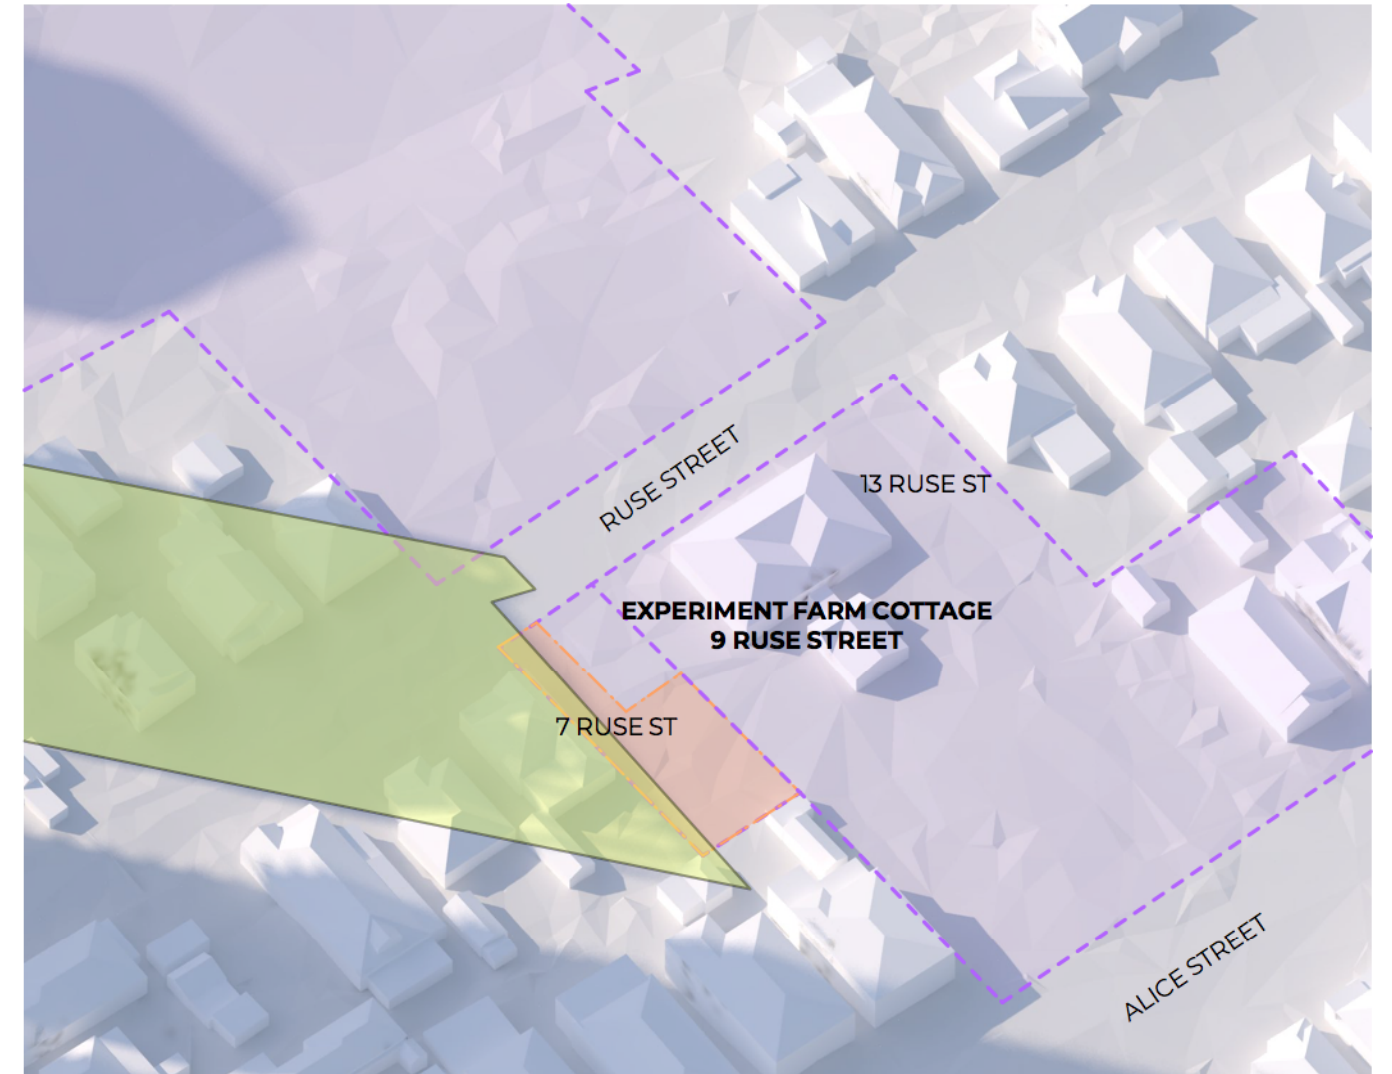 RUSE STREET
13 RUSE ST
EXPERIMENT FARM COTTAGE
9 RUSE STREET
7 RUSE ST
ALICE STREET